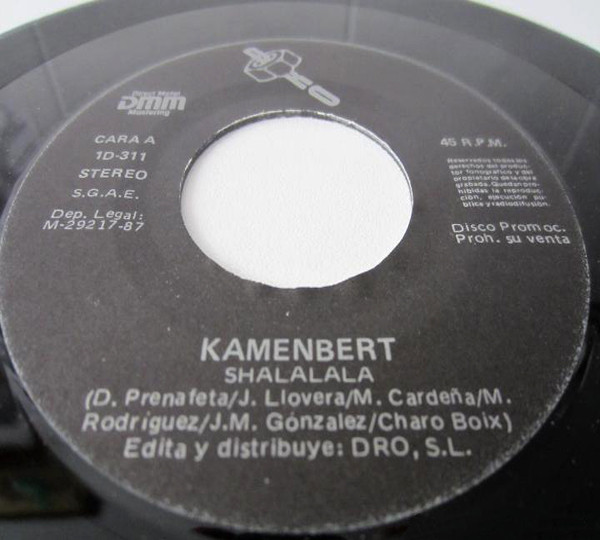 Direct Metal
DMM
Mastering
CARA A
1D-311
STEREO
S.G.A.E.
Dep. Legal:
M-29217-87
45 R.P.M.
Reservados todos los
derechos del produc-
tor fonográfico y del
propietario de la obra
grabada. Quedan pro-
hibidas la reproduc-
ción, ejecución pú-
blica y radiodifusión.
Disco Promoc.
Proh. su venta
KAMENBERT
SHALALALA
(D. Prenafeta/J. Llovera/M. Cardeña/M.
Rodríguez/J.M. Gónzalez/Charo Boix)
Edita y distribuye: DRO, S.L.